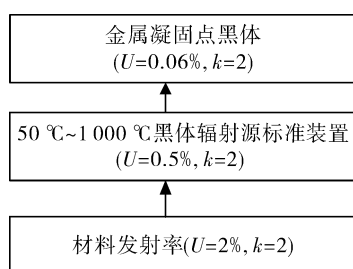 金属凝固点黑体
(U=0.06%, k=2)
50 ℃~1 000 ℃黑体辐射源标准装置
(U=0.5%, k=2)
材料发射率(U=2%, k=2)